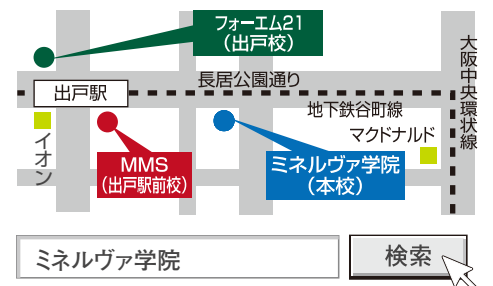 フォーエム21
（出戸校）
長居公園通り
出戸駅
地下鉄谷町線
大阪中央環状線
マクドナルド
イオン
MMS
（出戸駅前校）
ミネルヴァ学院
（本校）
ミネルヴァ学院
検索